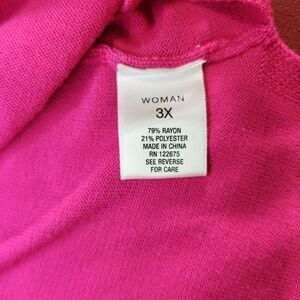 WOMAN
3X
79% RAYON
21% POLYESTER
MADE IN CHINA
RN 122675
SEE REVERSE
FOR CARE